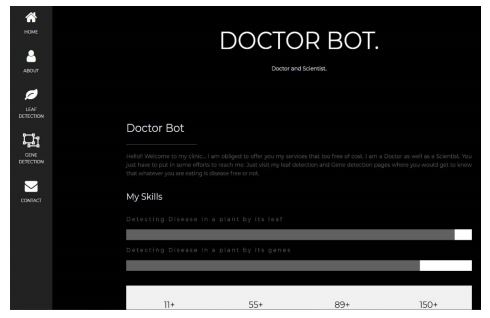 HOME
ABOUT
LEAF
DETECTION
GENE
DETECTION
CONTACT
DOCTOR BOT.
Doctor and Scientist.
Doctor Bot
Hello! Welcome to my clinic... I am obliged to offer you my services that too free of cost. I am a Doctor as well as a Scientist. You
just have to put in some efforts to reach me. Just visit my leaf detection and Gene detection pages where you would get to know
that whatever you are eating is disease free or not.
My Skills
Detecting Disease in a plant by its leaf
Detecting Disease in a plant by its genes
11+ 55+ 89+ 150+